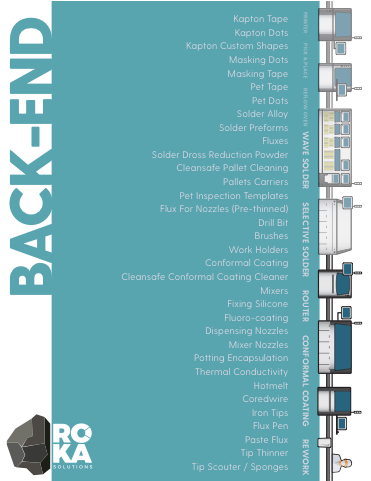 BACK-END
Kapton Tape
Kapton Dots
Kapton Custom Shapes
Masking Dots
Masking Tape
Pet Tape
Pet Dots
Solder Alloy
Solder Preforms
Fluxes
Solder Dross Reduction Powder
Cleansafe Pallet Cleaning
Pallets Carriers
Pet Inspection Templates
Flux For Nozzles (Pre-thinned)
Drill Bit
Brushes
Work Holders
Conformal Coating
Cleansafe Conformal Coating Cleaner
Mixers
Fixing Silicone
Fluoro-coating
Dispensing Nozzles
Mixer Nozzles
Potting Encapsulation
Thermal Conductivity
Hotmelt
Coredwire
Iron Tips
Flux Pen
Paste Flux
Tip Thinner
Tip Scouter / Sponges
PRINTER
PICK & PLACE
REFLOW OVEN
WAVE SOLDER
SELECTIVE SOLDER
ROUTER
CONFORMAL COATING
REWORK
ROKA
SOLUTIONS